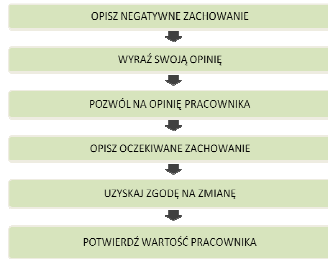 OPISZ NEGATYWNE ZACHOWANIE
WYRAŹ SWOJĄ OPINIĘ
POZWÓL NA OPINIĘ PRACOWNIKA
OPISZ OCZEKIWANE ZACHOWANIE
UZYSKAJ ZGODĘ NA ZMIANĘ
POTWIERDŹ WARTOŚĆ PRACOWNIKA